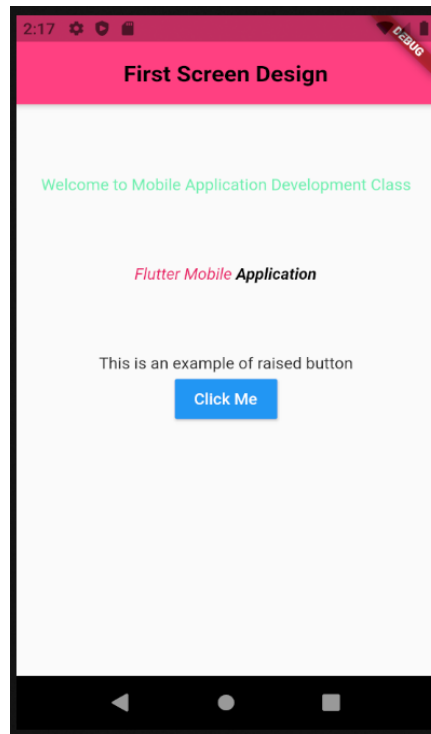 2:17
DEBUG
First Screen Design
Welcome to Mobile Application Development Class
Flutter Mobile Application
This is an example of raised button
Click Me